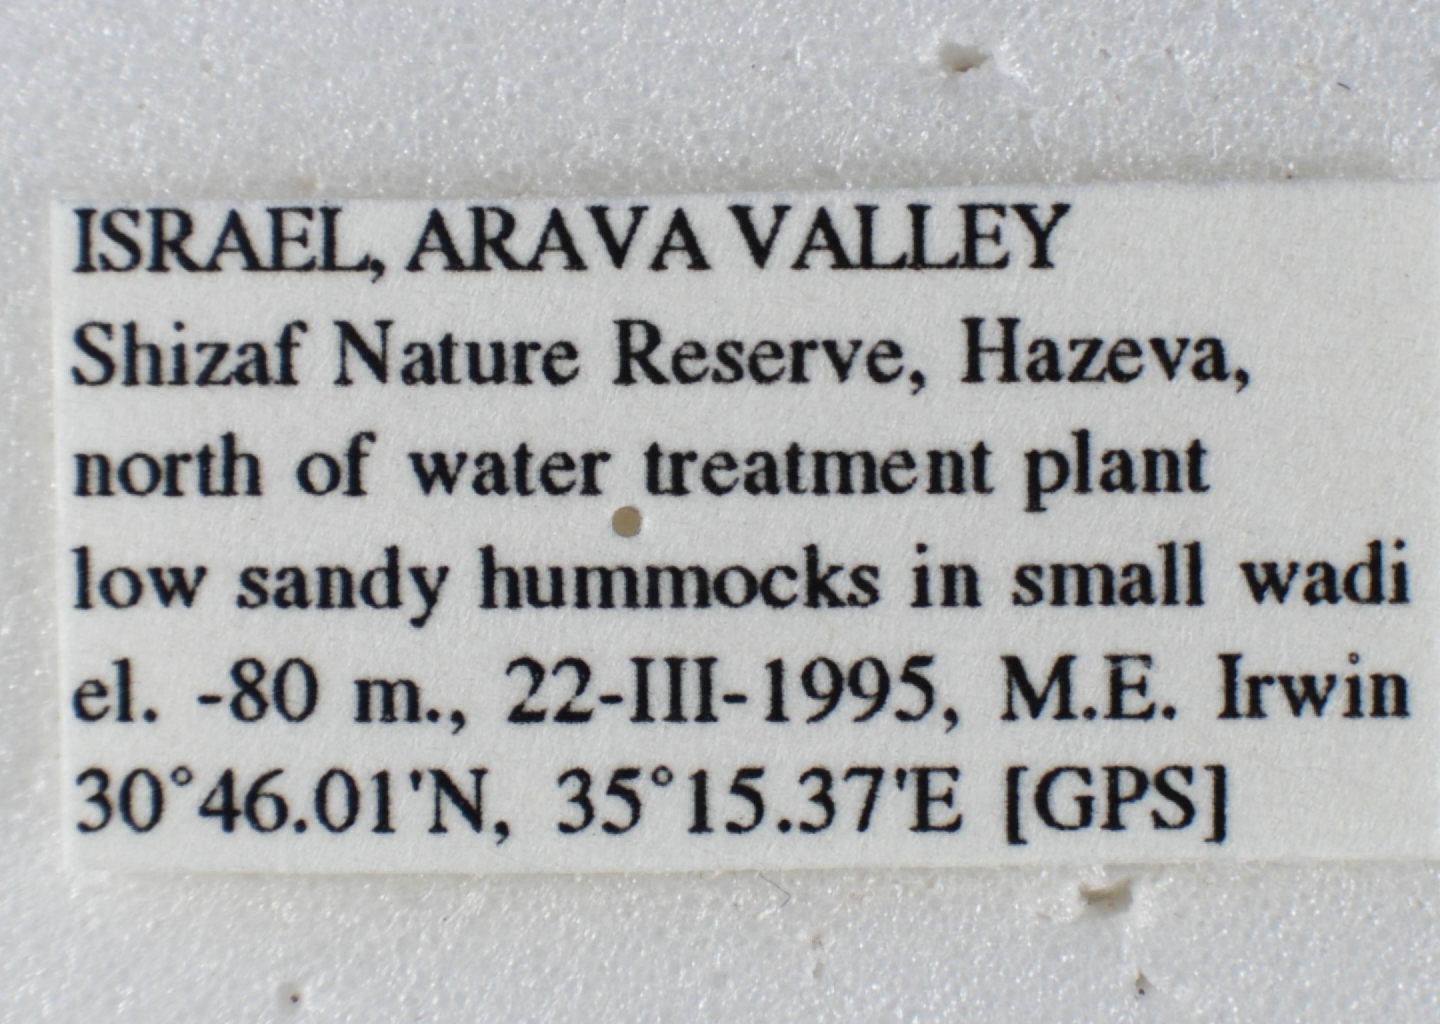 ISRAEL, ARAVA VALLEY
Shizaf Nature Reserve, Hazeva,
north of water treatment plant
low sandy hummocks in small wadi
el. -80 m., 22-III-1995, M.E. Irwin
30°46.01'N, 35°15.37'E [GPS]